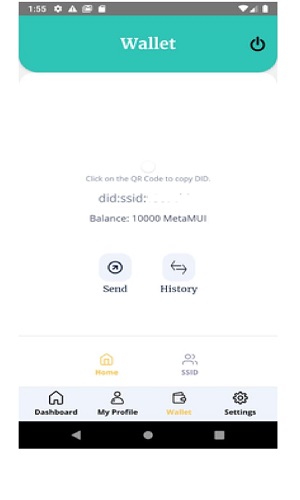 1:55
Wallet
Click on the QR Code to copy DID.
did:ssid:
Balance: 10000 MetaMUI
Send History
Home SSID
Dashboard My Profile Wallet Settings